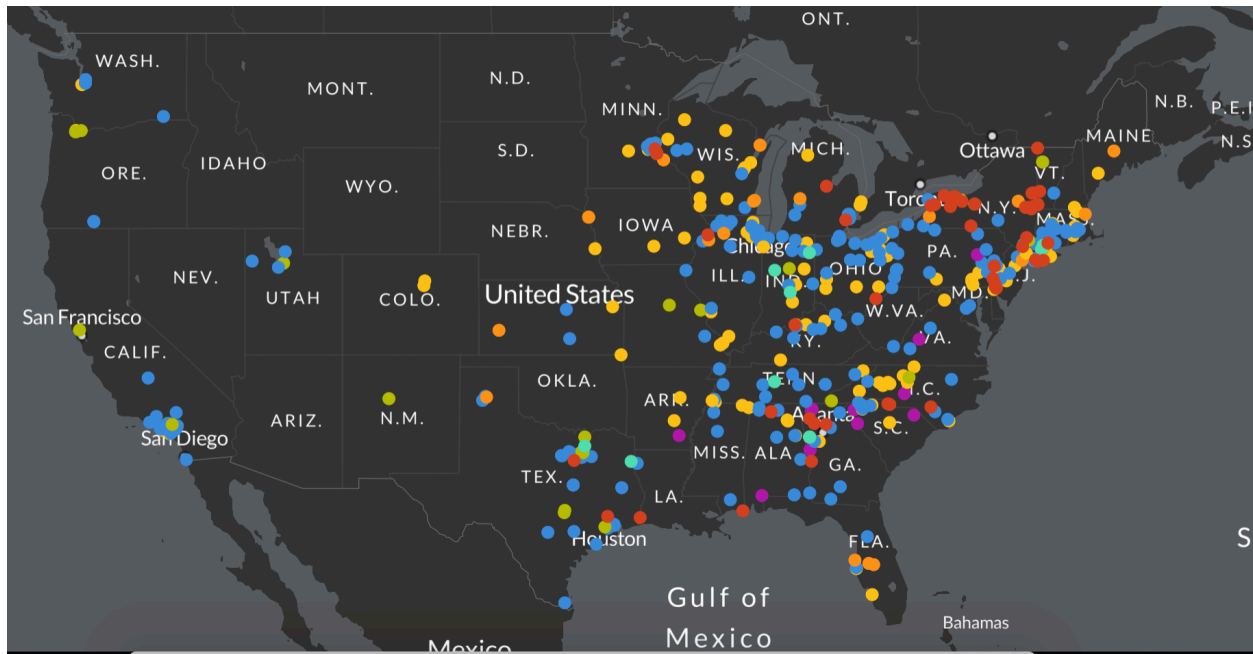 ONT.
WASH.
MONT.
N.D.
MINN.
N.B.
P.E.I
MAINE
N.S
Ottawa
S.D.
WIS.
MICH.
VT.
IDAHO
ORE.
WYO.
N.Y.
MASS.
IOWA
NEBR.
PA.
Chicago
ILL.
IND.
OHIO
NEV.
UTAH
COLO.
United States
MD.
W.VA.
San Francisco
CALIF.
KY.
VA.
OKLA.
TENN.
ARIZ.
N.M.
ARK.
Atlanta
S.C.
San Diego
MISS.
ALA
GA.
TEX.
LA.
Houston
FLA.
Gulf of
Mexico
Bahamas
Mexico
S